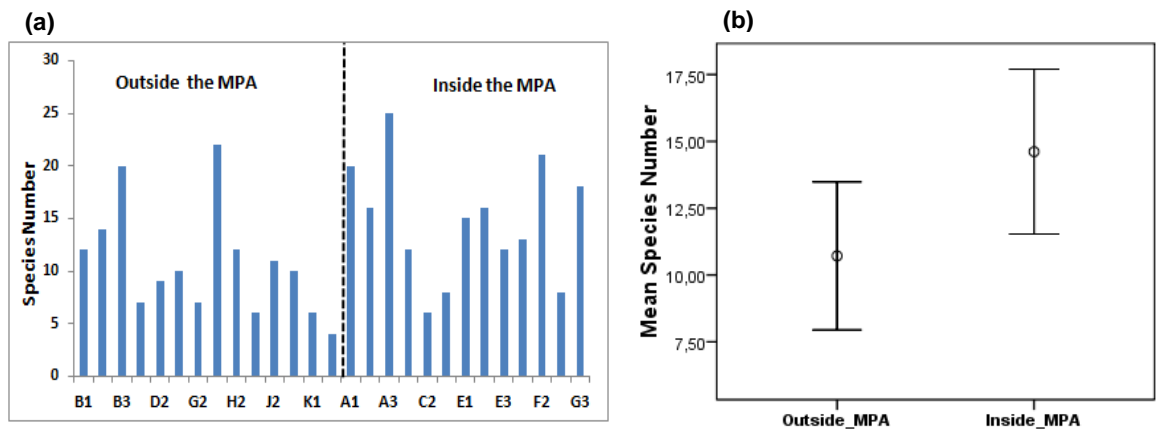 (a)
30
25
20
15
10
5
0
Species Number
Outside the MPA
Inside the MPA
B1 B3 D2 G2 H2 J2 K1 A1 A3 C2 E1 E3 F2 G3
(b)
17,50
15,00
12,50
10,00
7,50
Mean Species Number
Outside_MPA Inside_MPA